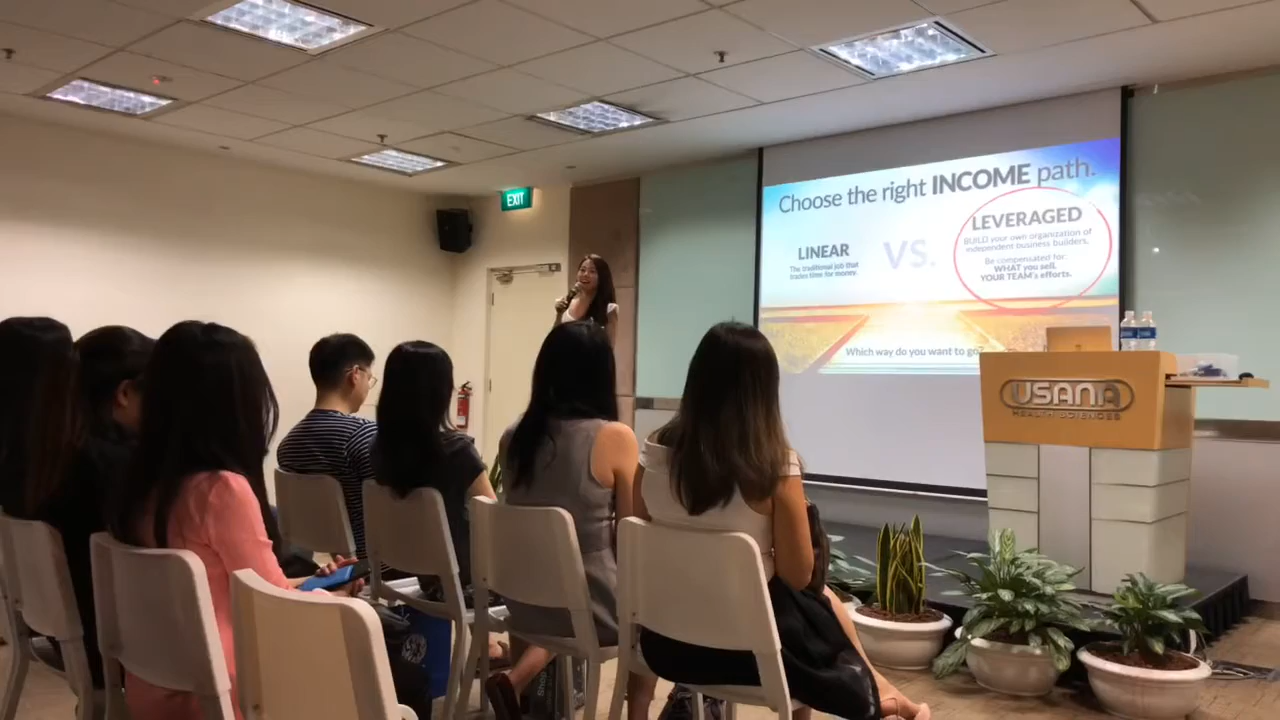 EXIT
Choose the right INCOME path.
LINEAR
The traditional job that
trades time for money.
VS.
LEVERAGED
BUILD your own organization of
independent business builders.
Be compensated for:
WHAT you sell.
YOUR TEAM's efforts.
Which way do you want to go?
USANA
HEALTH SCIENCES